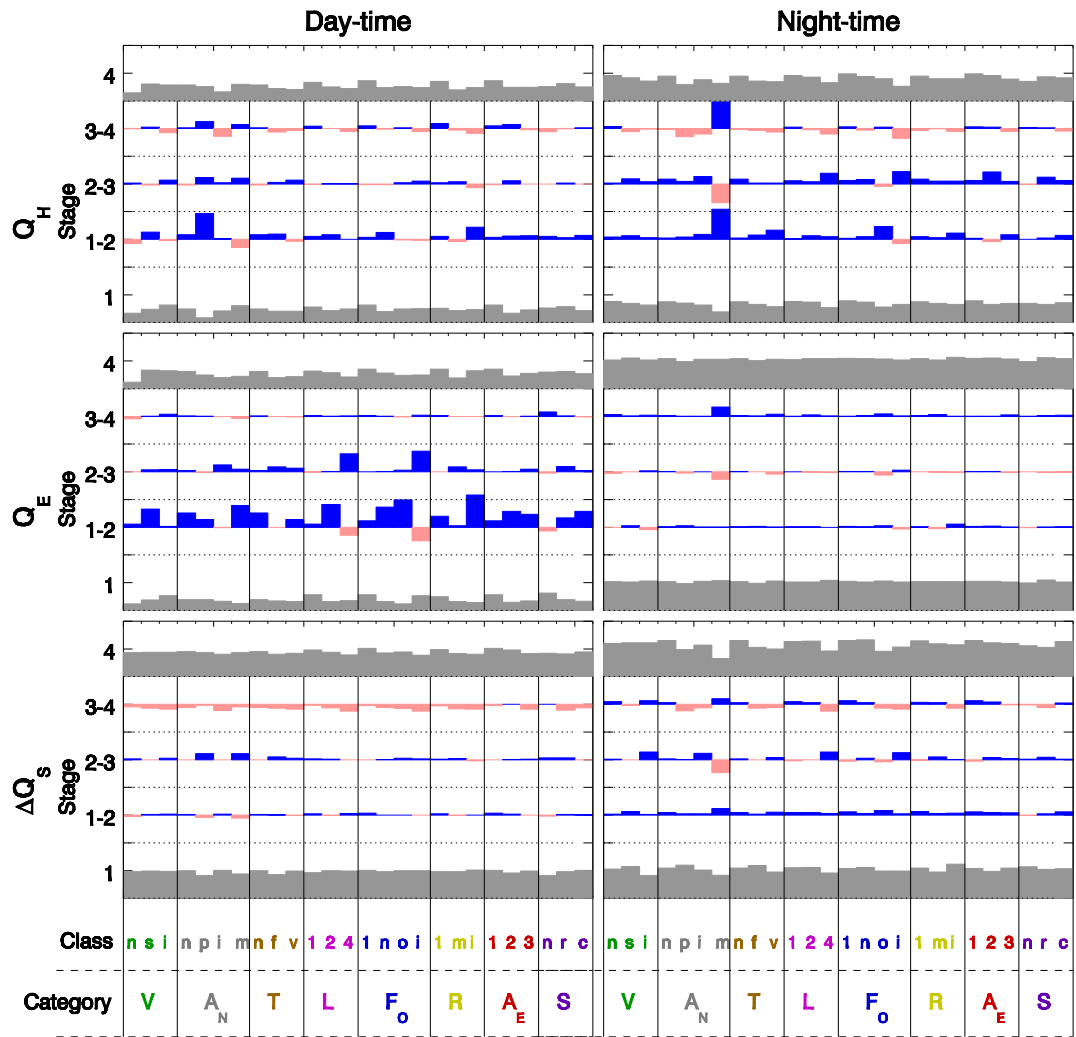 Day-time Night-time
4
3-4
2-3
1-2
1
QH Stage
4
3-4
2-3
1-2
1
QE Stage
4
3-4
2-3
1-2
1
ΔQS Stage
Class n s i n p i m n f v 1 2 4 1 n o i 1 m i 1 2 3 n r c n s i n p i m n f v 1 2 4 1 n o i 1 m i 1 2 3 n r c
Category V AN T L FO R AE S V AN T L FO R AE S